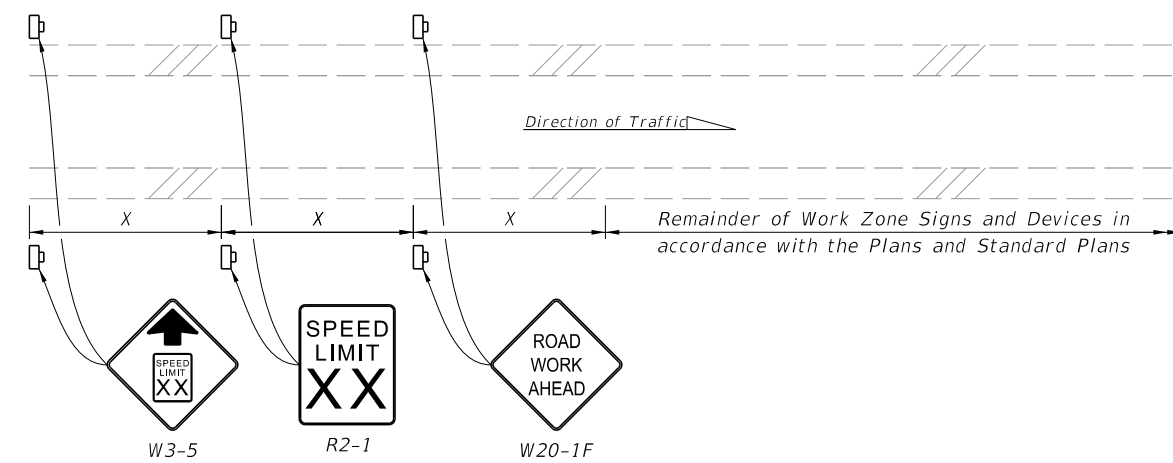 Direction of Traffic
X
X
X
Remainder of Work Zone Signs and Devices in
accordance with the Plans and Standard Plans
SPEED
LIMIT
XX
W3-5
SPEED
LIMIT
XX
R2-1
ROAD
WORK
AHEAD
W20-1F